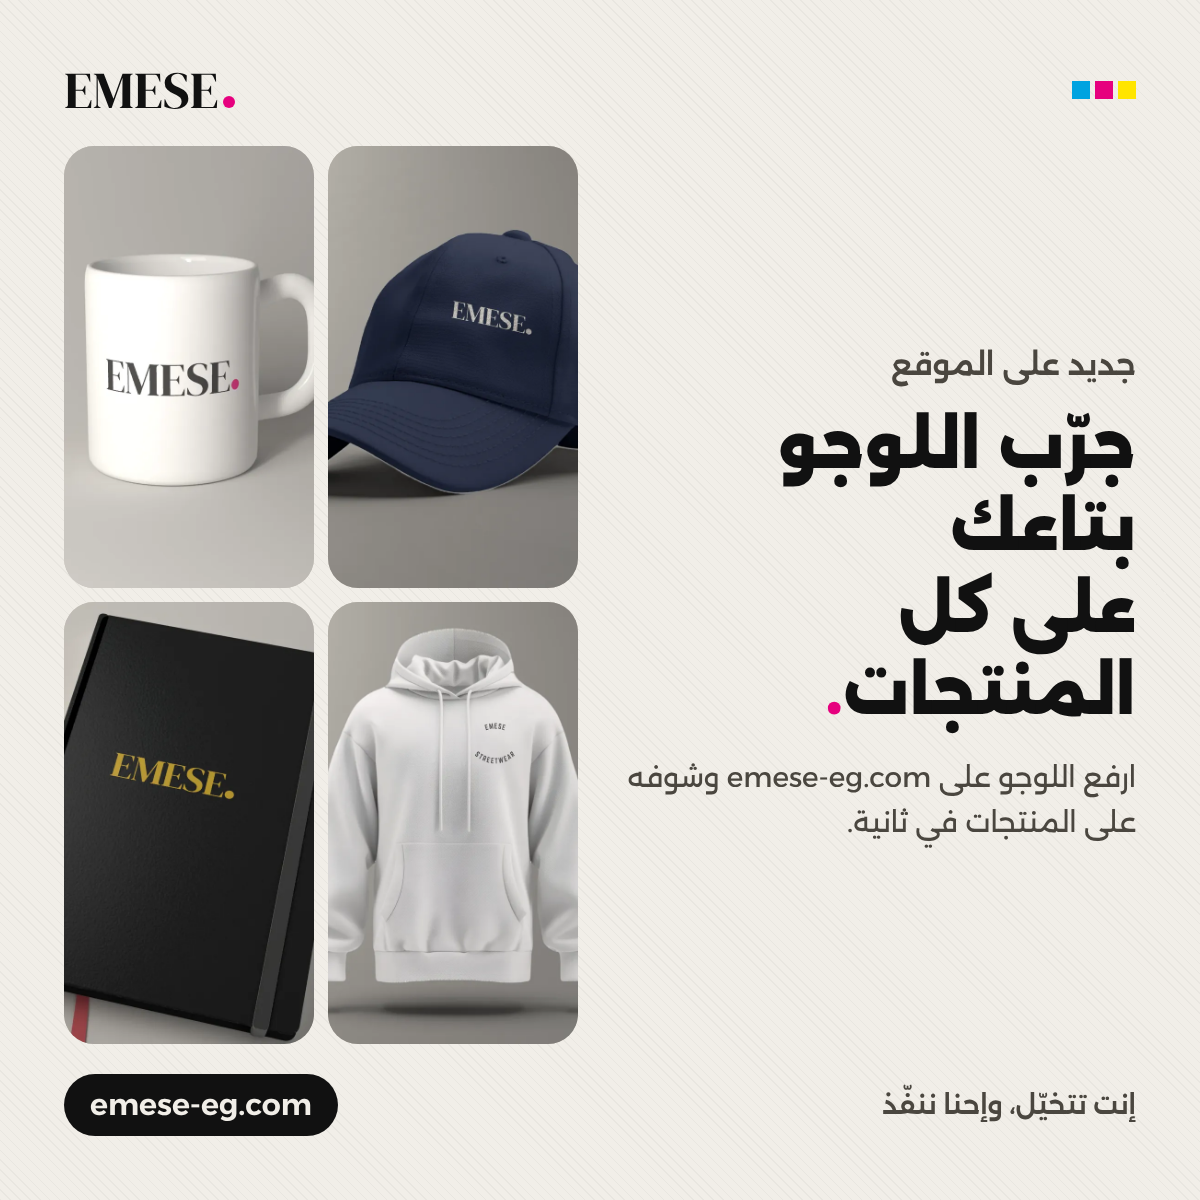 EMESE.
EMESE.
EMESE.
EMESE.
EMESE
STREETWEAR
جديد على الموقع
جرّب اللوجو
بتاعك
على كل
المنتجات.
ارفع اللوجو على emese-eg.com وشوفه
على المنتجات في ثانية.
emese-eg.com
إنت تتخيّل، وإحنا ننفّذ